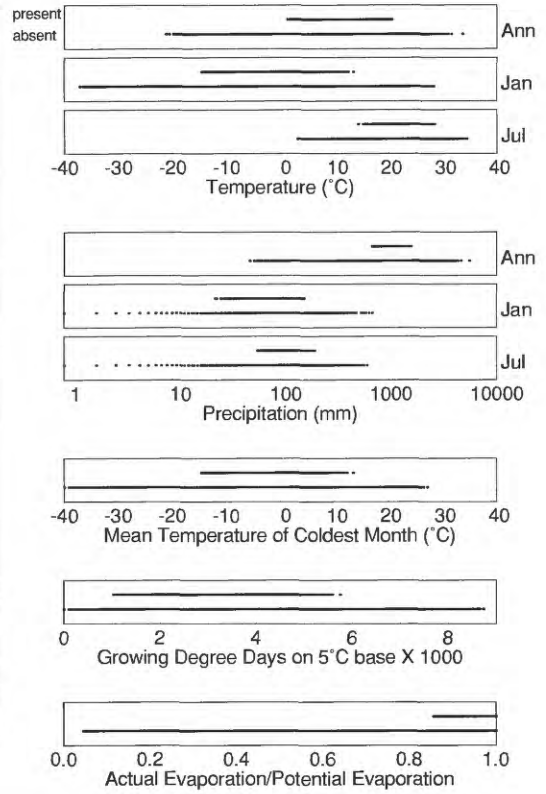 present
absent
Ann
Jan
Jul
-40 -30 -20 -10 0 10 20 30 40
Temperature (˚C)
Ann
Jan
Jul
1 10 100 1000 10000
Precipitation (mm)
-40 -30 -20 -10 0 10 20 30 40
Mean Temperature of Coldest Month (˚C)
0 2 4 6 8
Growing Degree Days on 5˚C base X 1000
0.0 0.2 0.4 0.6 0.8 1.0
Actual Evaporation/Potential Evaporation